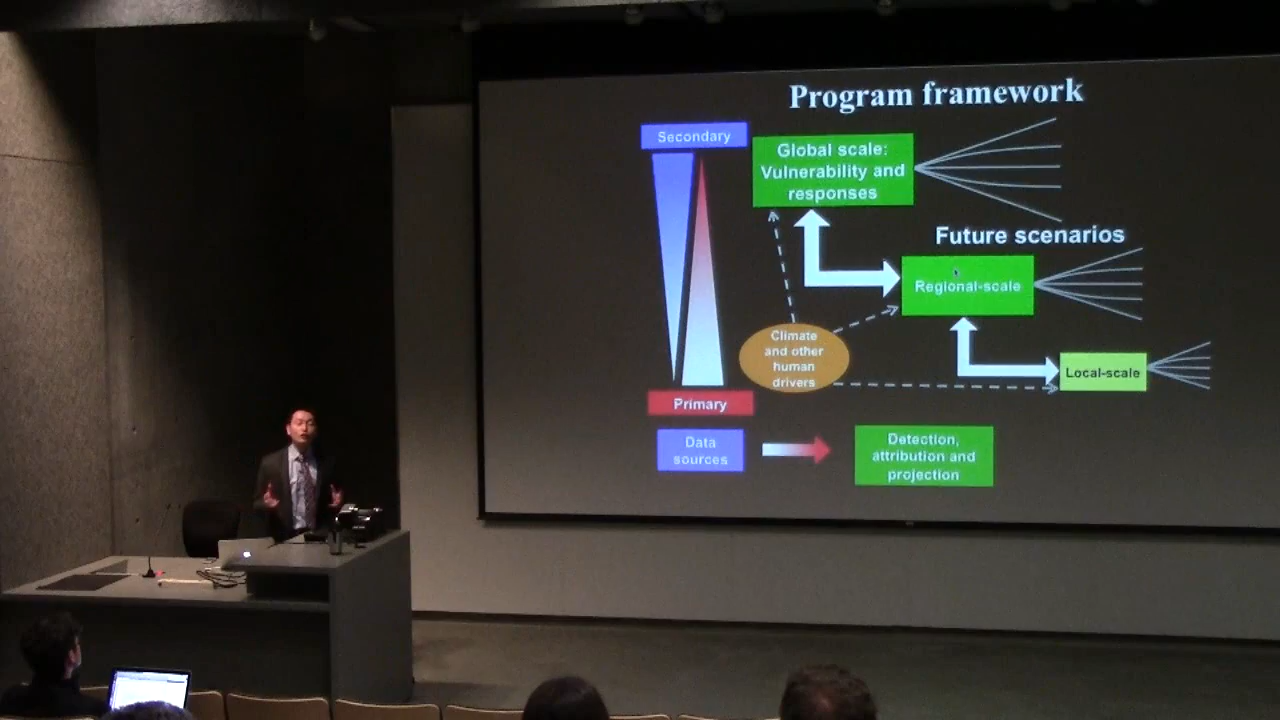 Program framework
Secondary
Global scale:
Vulnerability and
responses
Future scenarios
Regional-scale
Climate
and other
human
drivers
Local-scale
Primary
Data
sources
Detection,
attribution and
projection